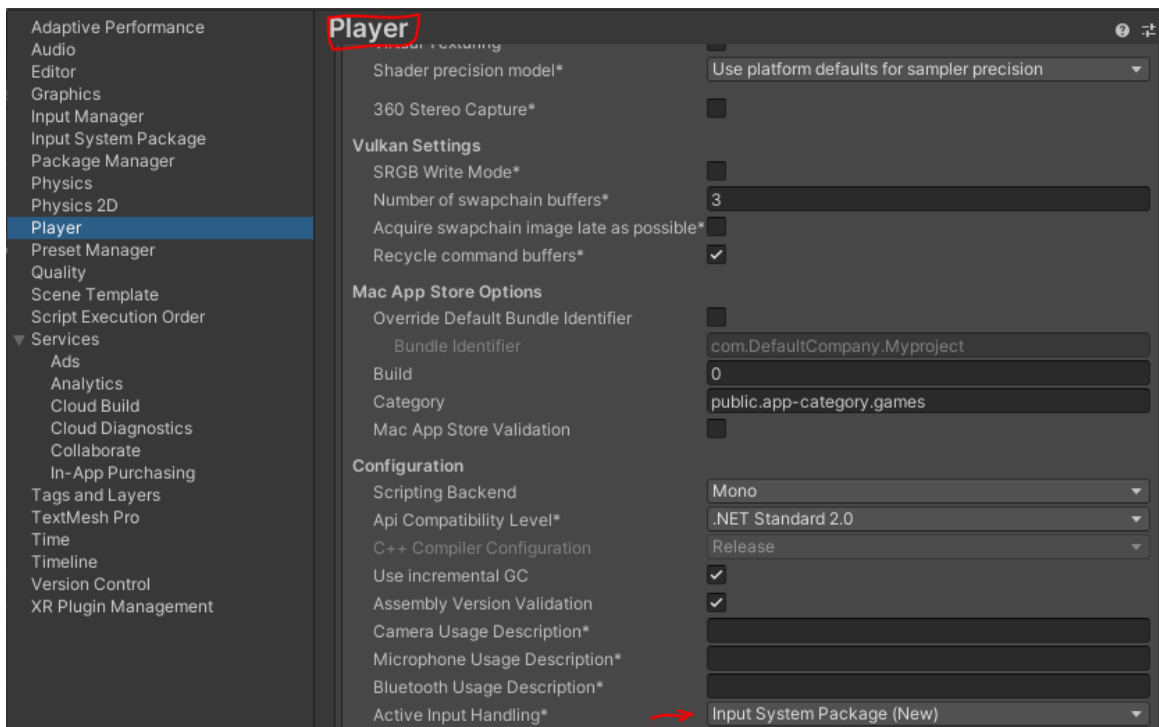 Adaptive Performance
Audio
Editor
Graphics
Input Manager
Input System Package
Package Manager
Physics
Physics 2D
Player
Preset Manager
Quality
Scene Template
Script Execution Order
Services
Ads
Analytics
Cloud Build
Cloud Diagnostics
Collaborate
In-App Purchasing
Tags and Layers
TextMesh Pro
Time
Timeline
Version Control
XR Plugin Management
Player
Virtual Texturing
Shader precision model* Use platform defaults for sampler precision
360 Stereo Capture*
Vulkan Settings
SRGB Write Mode*
Number of swapchain buffers* 3
Acquire swapchain image late as possible*
Recycle command buffers*
Mac App Store Options
Override Default Bundle Identifier
Bundle Identifier com.DefaultCompany.Myproject
Build 0
Category public.app-category.games
Mac App Store Validation
Configuration
Scripting Backend Mono
Api Compatibility Level* .NET Standard 2.0
C++ Compiler Configuration Release
Use incremental GC
Assembly Version Validation
Camera Usage Description*
Microphone Usage Description*
Bluetooth Usage Description*
Active Input Handling* Input System Package (New)